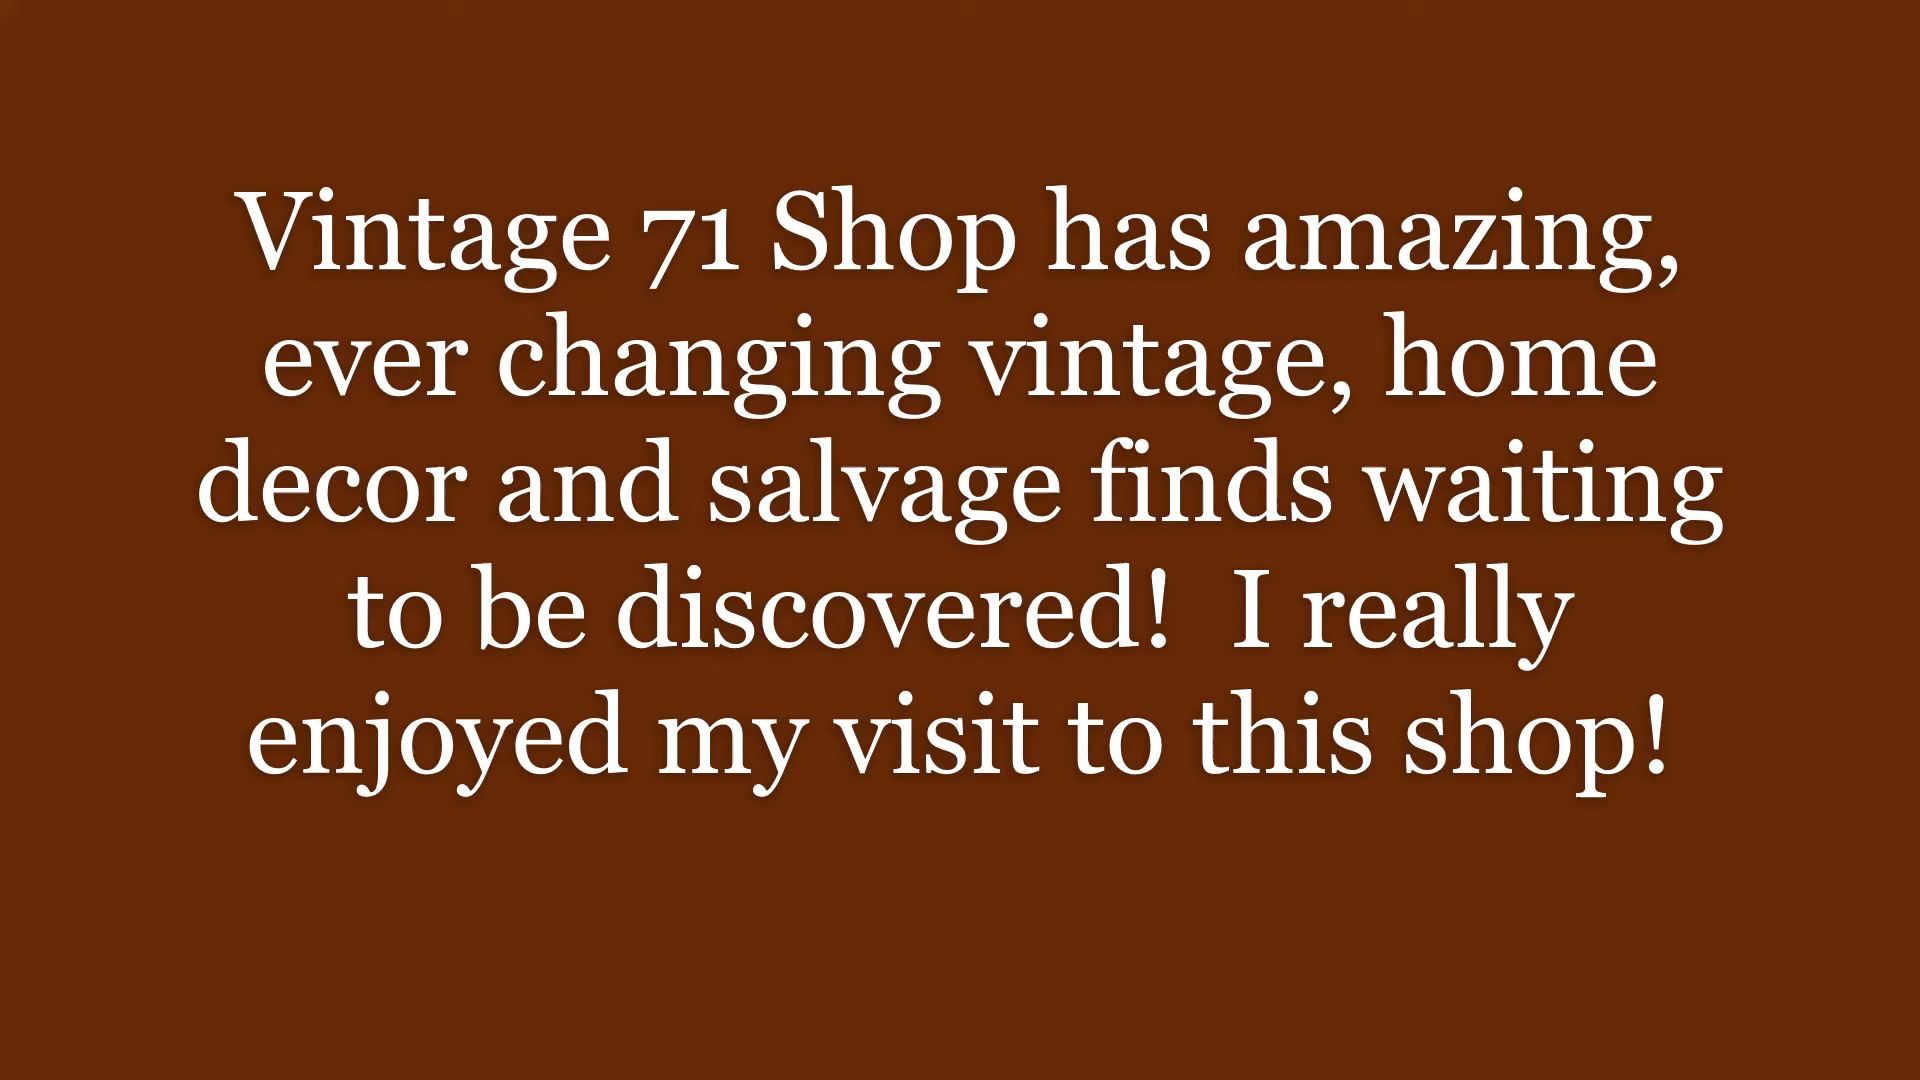 Vintage 71 Shop has amazing,
ever changing vintage, home
decor and salvage finds waiting
to be discovered!  I really
enjoyed my visit to this shop!